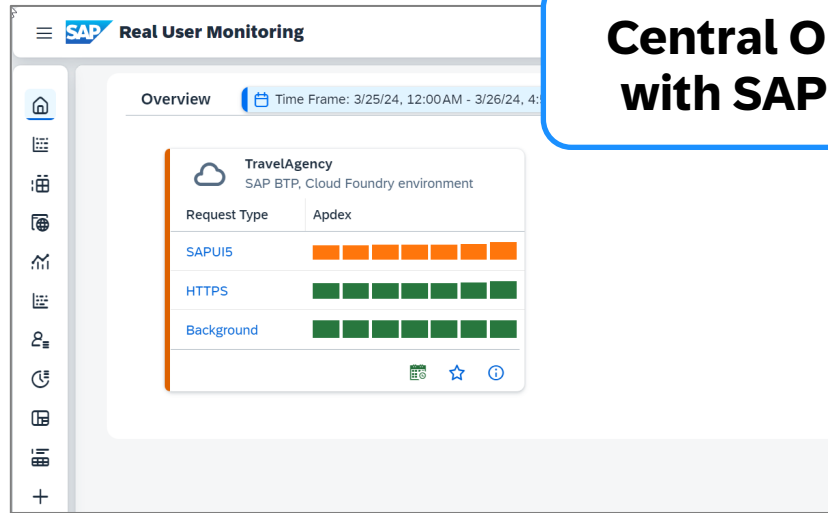 SAP Real User Monitoring
Central O
with SAP
Overview
Time Frame: 3/25/24, 12:00 AM - 3/26/24, 4:
TravelAgency
SAP BTP, Cloud Foundry environment
Request Type Apdex
SAPUI5
HTTPS
Background